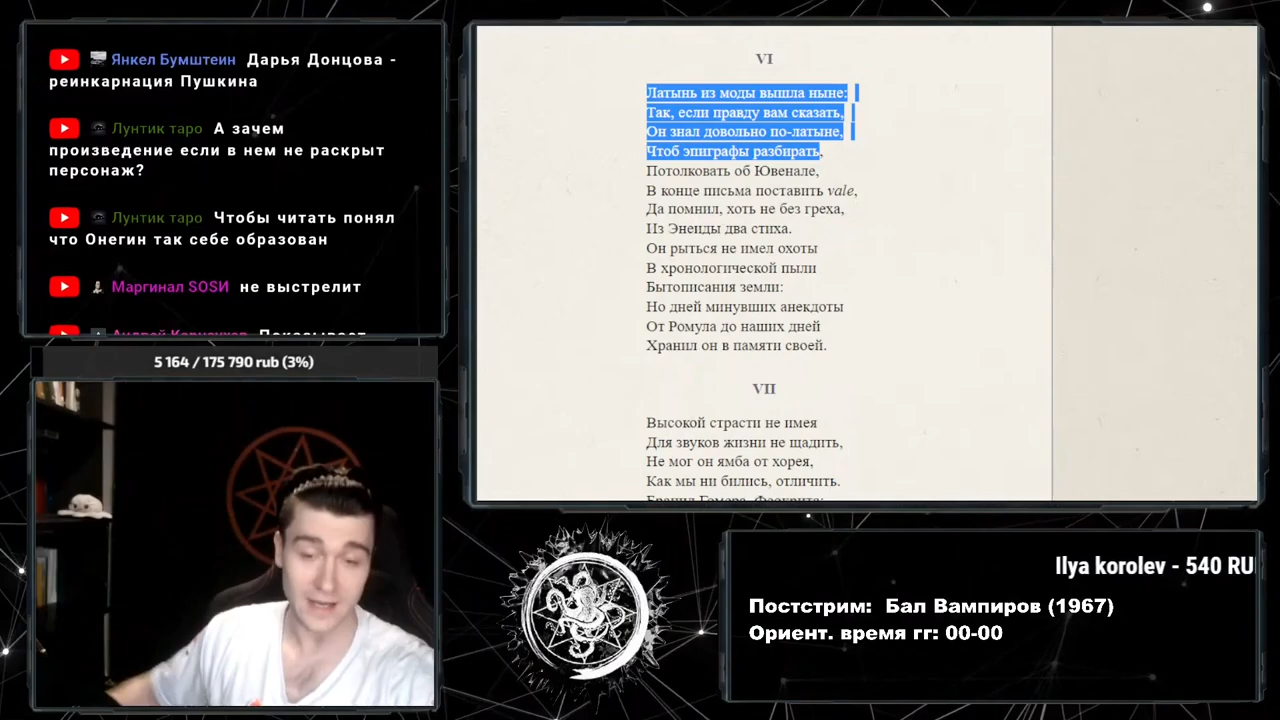 Янкел Бумштеин Дарья Донцова -
реинкарнация Пушкина
Лунтик таро А зачем
произведение если в нем не раскрыт
персонаж?
Лунтик таро Чтобы читать понял
что Онегин так себе образован
Маргинал SOSИ не выстрелит
5 164 / 175 790 rub (3%)
VI
Латынь из моды вышла ныне:
Так, если правду вам сказать,
Он знал довольно по-латыне,
Чтоб эпиграфы разбирать,
Потолковать об Ювенале,
В конце письма поставить vale,
Да помнил, хоть не без греха,
Из Энеиды два стиха.
Он рыться не имел охоты
В хронологической пыли
Бытописания земли:
Но дней минувших анекдоты
От Ромула до наших дней
Хранил он в памяти своей.
VII
Высокой страсти не имея
Для звуков жизни не щадить,
Не мог он ямба от хорея,
Как мы ни бились, отличить.
Бранил Гомера, Феокрита;
Ilya korolev - 540 RU
Постстрим: Бал Вампиров (1967)
Ориент. время гг: 00-00